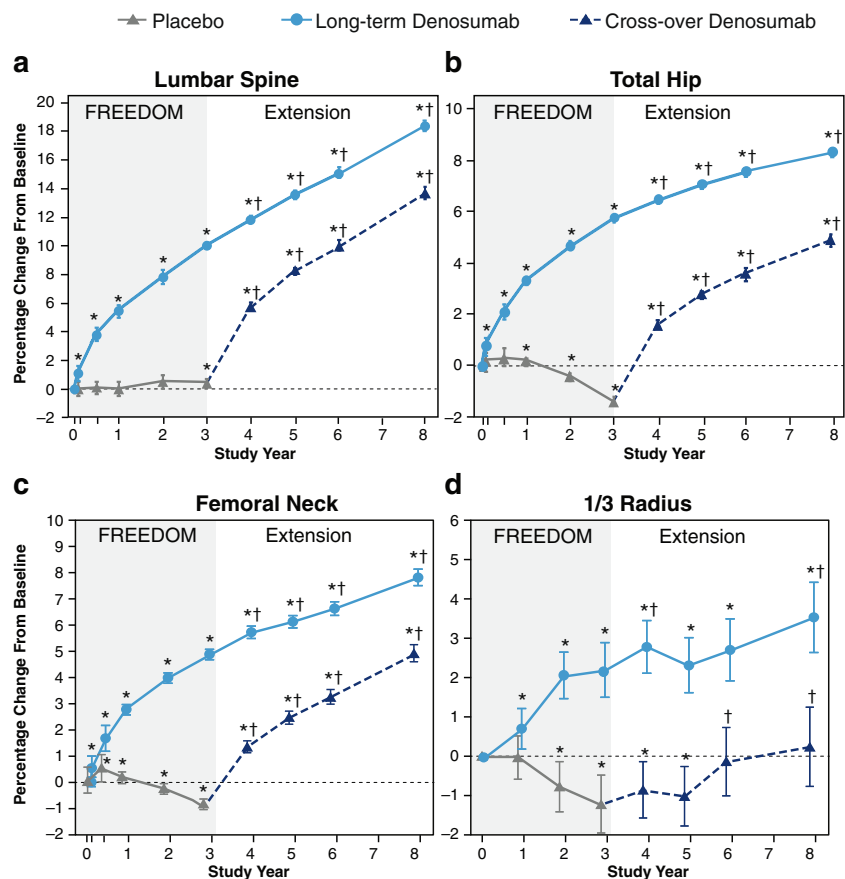 Placebo Long-term Denosumab Cross-over Denosumab
a
Lumbar Spine
FREEDOM Extension
Percentage Change From Baseline
20
18
16
14
12
10
8
6
4
2
0
–2
* * * * * * *† *† *† *†
*† *† *† *†
0 1 2 3 4 5 6 7 8
Study Year
b
Total Hip
FREEDOM Extension
10
8
6
4
2
0
–2
* * * * * *† *† *† *†
* * * *† *† *† *†
0 1 2 3 4 5 6 7 8
Study Year
c
Femoral Neck
FREEDOM Extension
Percentage Change From Baseline
10
9
8
7
6
5
4
3
2
1
0
–1
–2
* * * * * *† *† *† *†
* * * * *† *† *† *†
0 1 2 3 4 5 6 7 8
Study Year
d
1/3 Radius
FREEDOM Extension
6
5
4
3
2
1
0
–1
–2
* * * *† * * *†
* * * * † †
0 1 2 3 4 5 6 7 8
Study Year